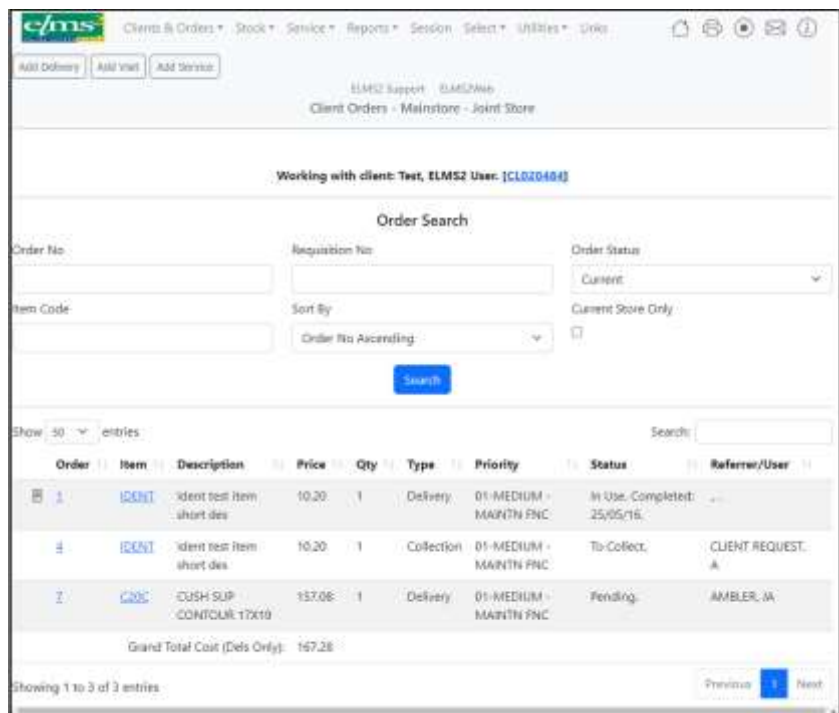 elms
Clients & Orders Stock Service Reports Session Select Utilities Links
Add Delivery Add Visit Add Service
ELMS2 Support ELMS2Web
Client Orders - Mainstore - Joint Store
Working with client: Test, ELMS2 User. [CL020484]
Order Search
Order No Requisition No Order Status
Current
Item Code Sort By Current Store Only
Order No Ascending
Search
Show 50 entries Search:
Order Item Description Price Qty Type Priority Status Referrer/User
1 IDENT ident test item short des 10.20 1 Delivery 01-MEDIUM - MAINTN FNC In Use. Completed: 25/05/16. , .
4 IDENT ident test item short des 10.20 1 Collection 01-MEDIUM - MAINTN FNC To Collect. CLIENT REQUEST, A
7 C20C CUSH SUP CONTOUR 17X19 157.08 1 Delivery 01-MEDIUM - MAINTN FNC Pending. AMBLER, JA
Grand Total Cost (Dels Only): 167.28
Showing 1 to 3 of 3 entries Previous 1 Next